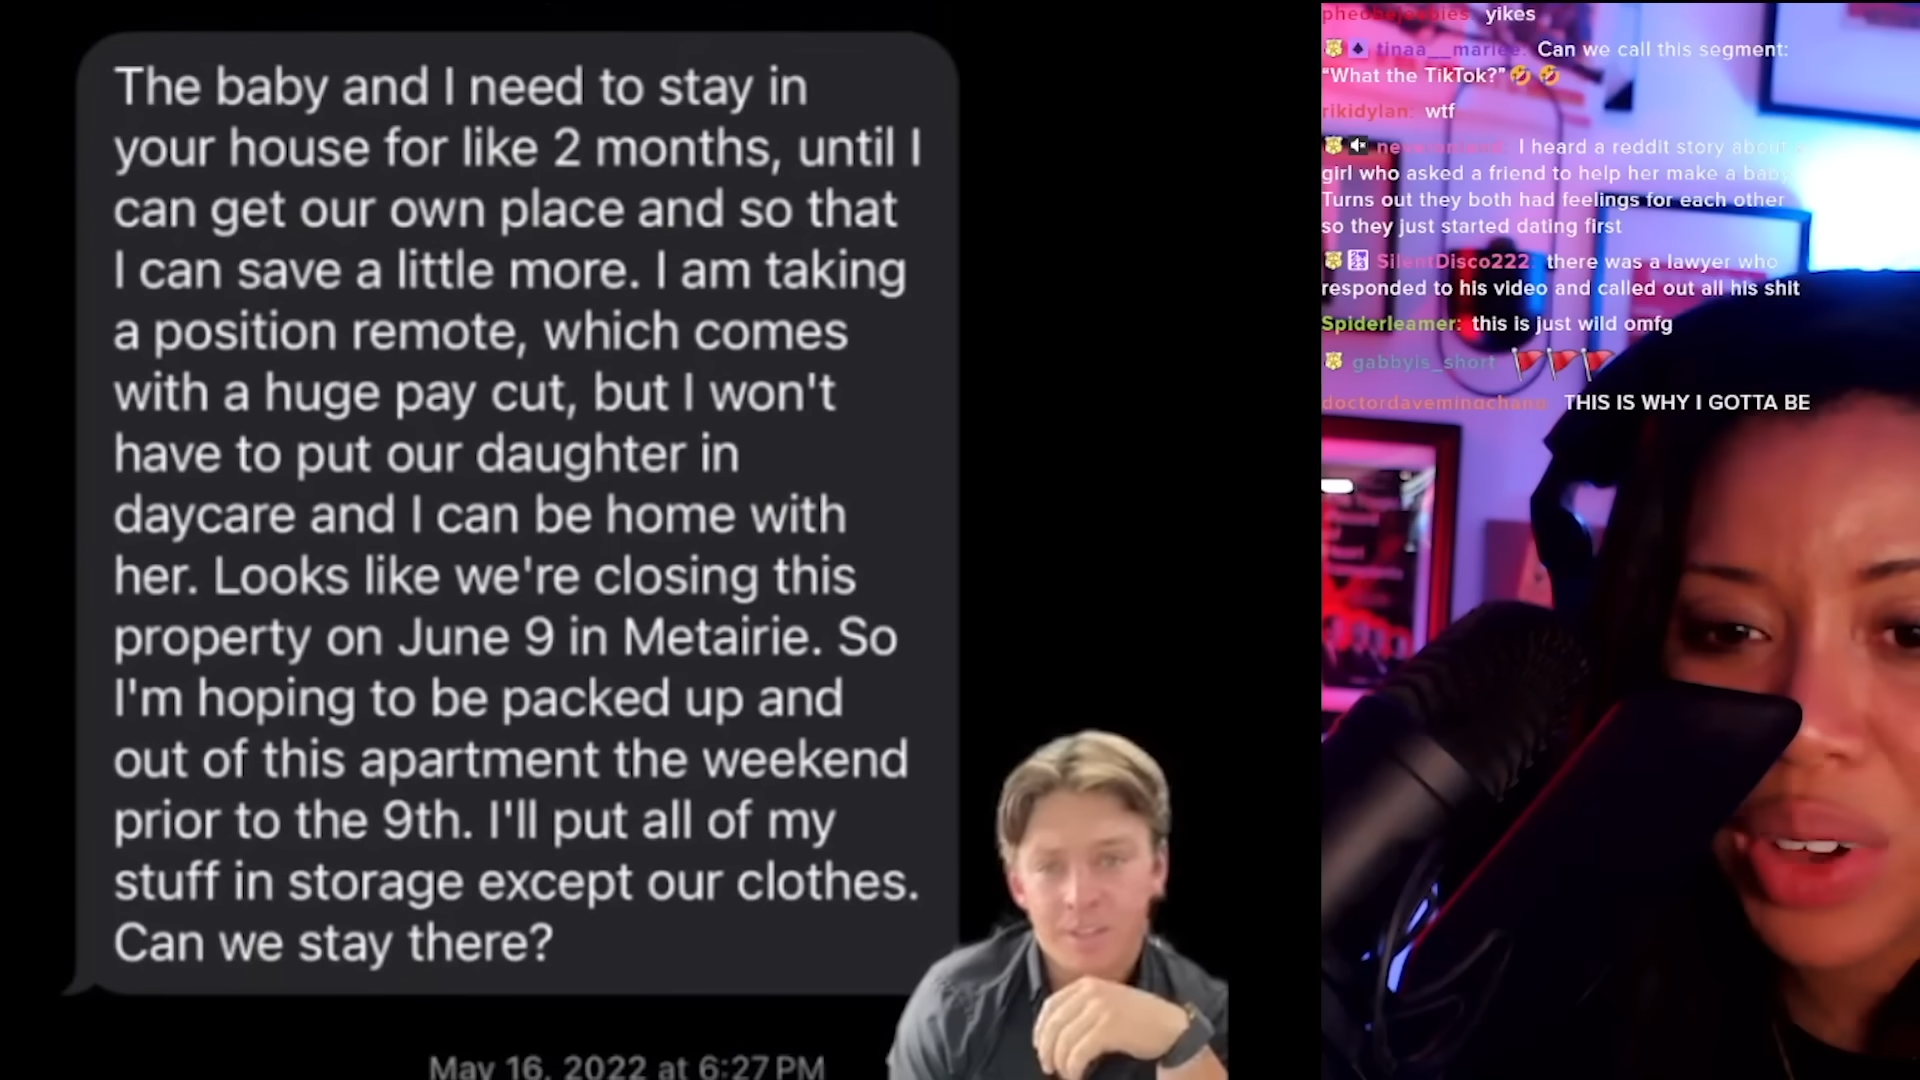 The baby and I need to stay in
your house for like 2 months, until I
can get our own place and so that
I can save a little more. I am taking
a position remote, which comes
with a huge pay cut, but I won't
have to put our daughter in
daycare and I can be home with
her. Looks like we're closing this
property on June 9 in Metairie. So
I'm hoping to be packed up and
out of this apartment the weekend
prior to the 9th. I'll put all of my
stuff in storage except our clothes.
Can we stay there?
May 16, 2022 at 6:27 PM
yikes
tinaa__mariee: Can we call this segment:
“What the TikTok?”🤣 🤣
rikidylan: wtf
I heard a reddit story about a
girl who asked a friend to help her make a baby
Turns out they both had feelings for each other
so they just started dating first
SilentDisco222: there was a lawyer who
responded to his video and called out all his shit
Spiderleamer: this is just wild omfg
gabbyis_short 🚩🚩🚩
THIS IS WHY I GOTTA BE